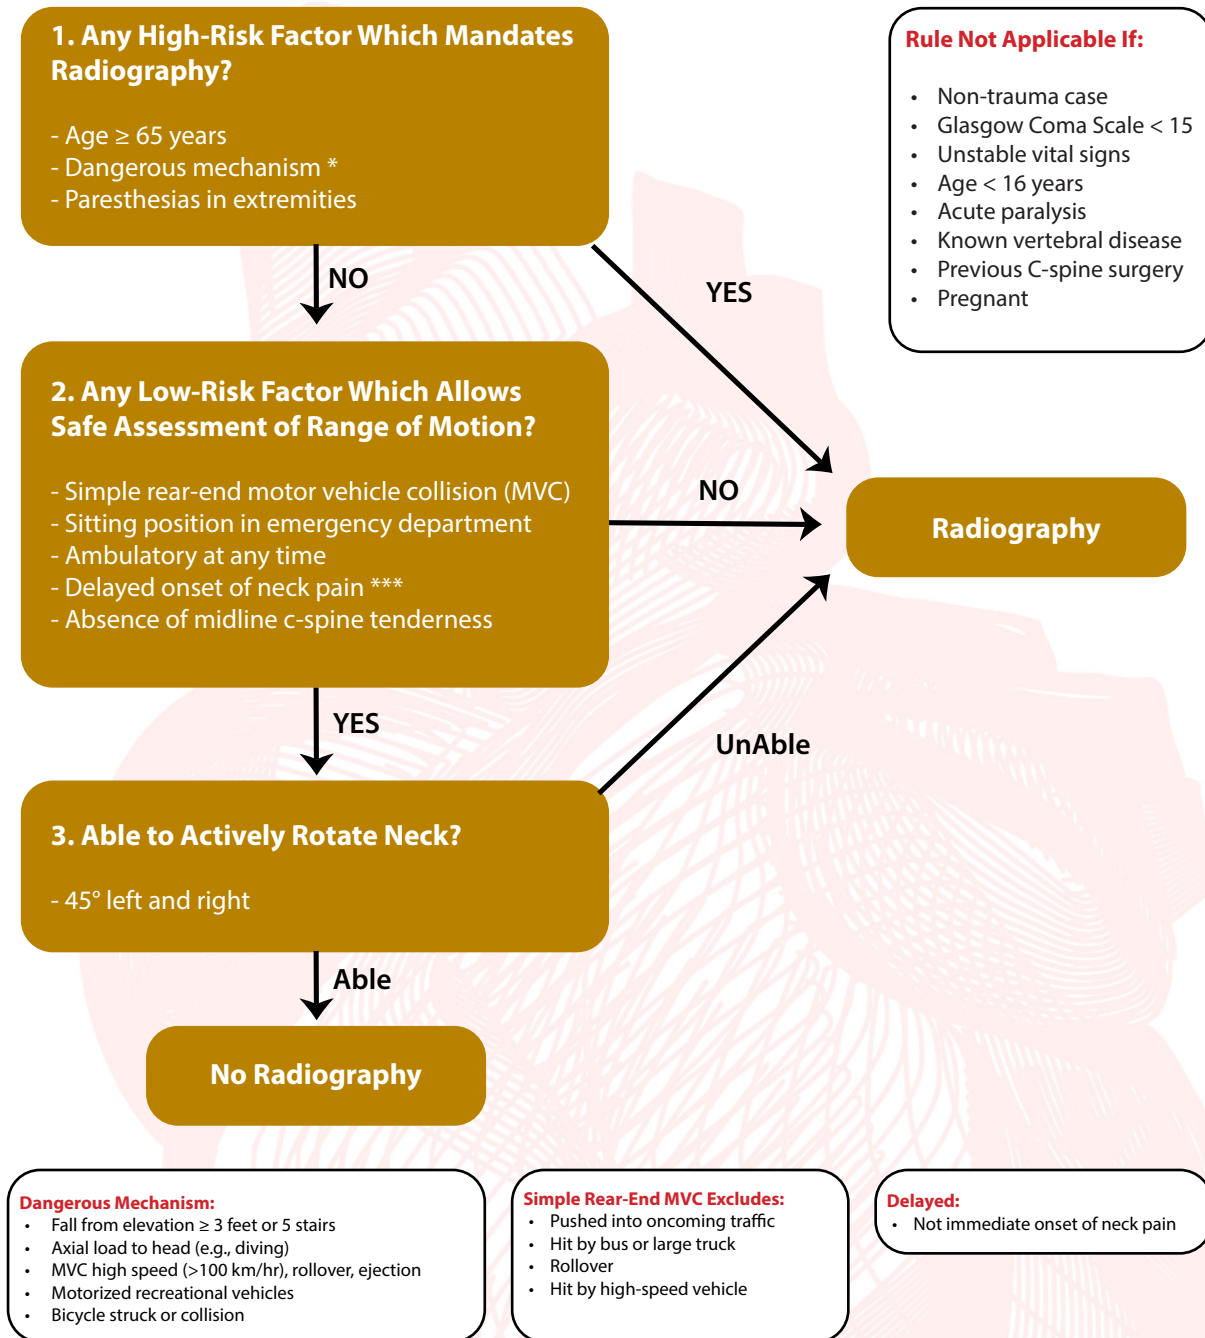 1. Any High-Risk Factor Which Mandates
Radiography?
- Age ≥ 65 years
- Dangerous mechanism *
- Paresthesias in extremities
Rule Not Applicable If:
• Non-trauma case
• Glasgow Coma Scale < 15
• Unstable vital signs
• Age < 16 years
• Acute paralysis
• Known vertebral disease
• Previous C-spine surgery
• Pregnant
NO
YES
2. Any Low-Risk Factor Which Allows
Safe Assessment of Range of Motion?
- Simple rear-end motor vehicle collision (MVC)
- Sitting position in emergency department
- Ambulatory at any time
- Delayed onset of neck pain ***
- Absence of midline c-spine tenderness
NO
Radiography
YES
UnAble
3. Able to Actively Rotate Neck?
- 45° left and right
Able
No Radiography
Dangerous Mechanism:
• Fall from elevation ≥ 3 feet or 5 stairs
• Axial load to head (e.g., diving)
• MVC high speed (>100 km/hr), rollover, ejection
• Motorized recreational vehicles
• Bicycle struck or collision
Simple Rear-End MVC Excludes:
• Pushed into oncoming traffic
• Hit by bus or large truck
• Rollover
• Hit by high-speed vehicle
Delayed:
• Not immediate onset of neck pain